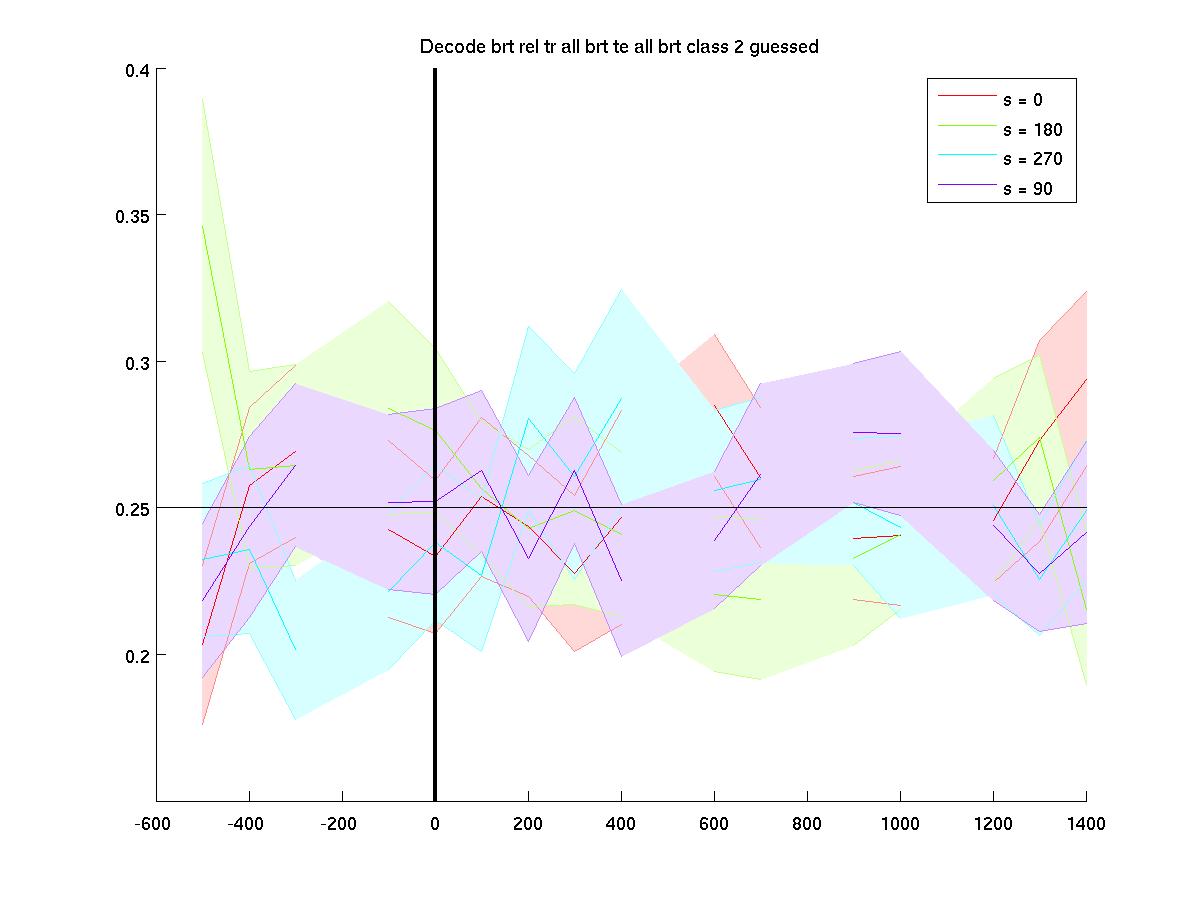 Decode brt rel tr all brt te all brt class 2 guessed
0.4
0.35
0.3
0.25
0.2
s = 0
s = 180
s = 270
s = 90
-600 -400 -200 0 200 400 600 800 1000 1200 1400